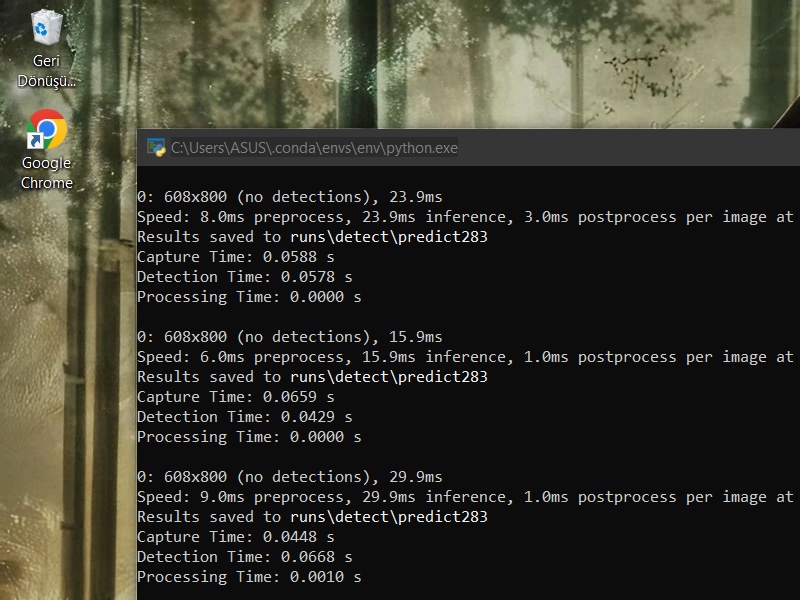 Geri
Dönüşü...
Google
Chrome
C:\Users\ASUS\.conda\envs\env\python.exe
0: 608x800 (no detections), 23.9ms
Speed: 8.0ms preprocess, 23.9ms inference, 3.0ms postprocess per image at
Results saved to runs\detect\predict283
Capture Time: 0.0588 s
Detection Time: 0.0578 s
Processing Time: 0.0000 s
0: 608x800 (no detections), 15.9ms
Speed: 6.0ms preprocess, 15.9ms inference, 1.0ms postprocess per image at
Results saved to runs\detect\predict283
Capture Time: 0.0659 s
Detection Time: 0.0429 s
Processing Time: 0.0000 s
0: 608x800 (no detections), 29.9ms
Speed: 9.0ms preprocess, 29.9ms inference, 1.0ms postprocess per image at
Results saved to runs\detect\predict283
Capture Time: 0.0448 s
Detection Time: 0.0668 s
Processing Time: 0.0010 s